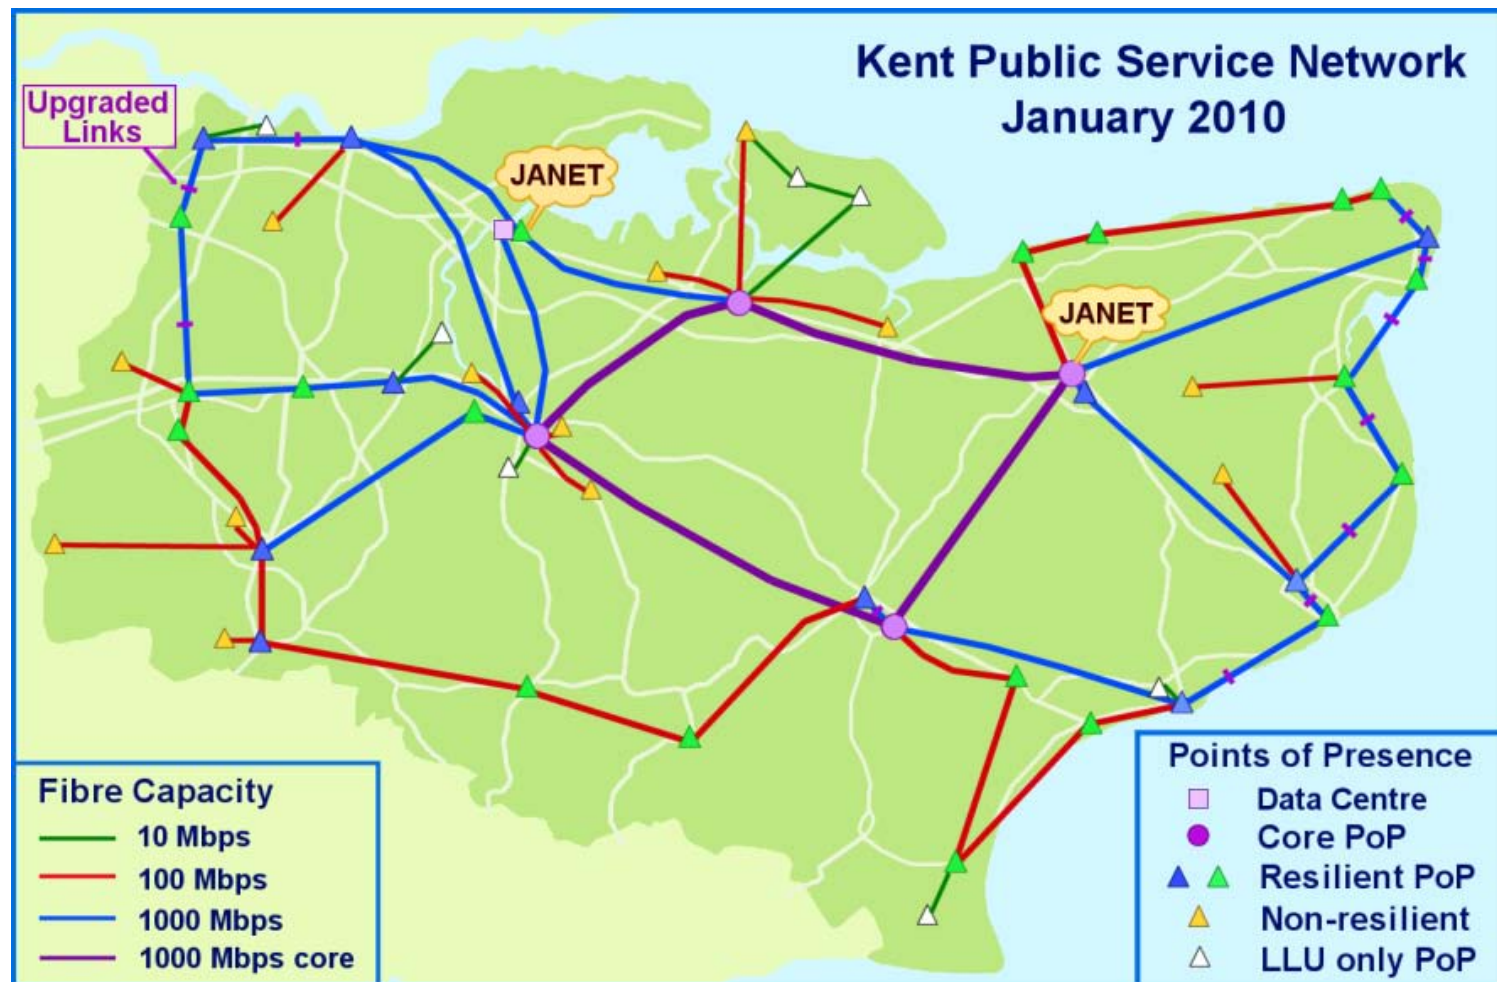 Kent Public Service Network
January 2010
Upgraded
Links
JANET
JANET
Fibre Capacity
10 Mbps
100 Mbps
1000 Mbps
1000 Mbps core
Points of Presence
Data Centre
Core PoP
Resilient PoP
Non-resilient
LLU only PoP